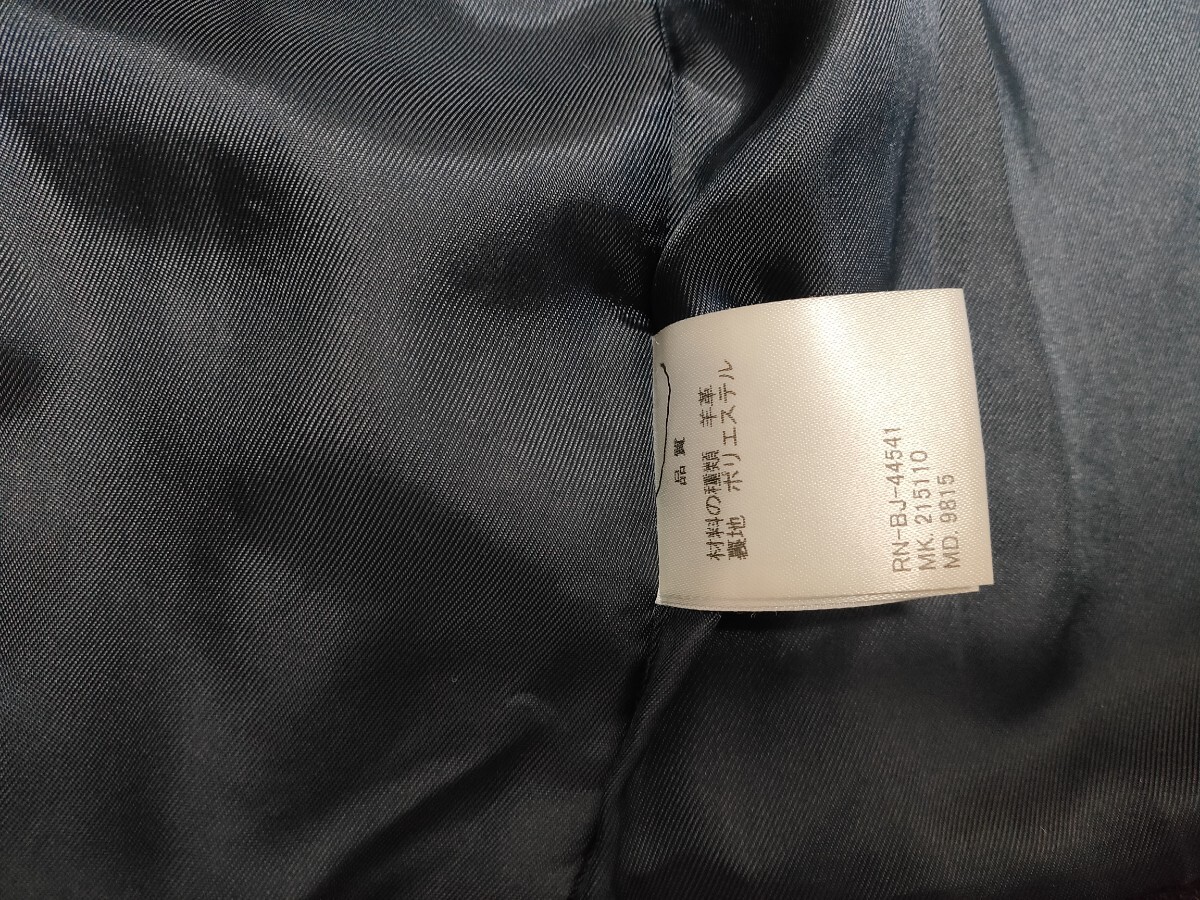 品質
材料の種類 羊革
裏地 ポリエステル
RN-BJ-44541
MK. 215110
MD. 9815